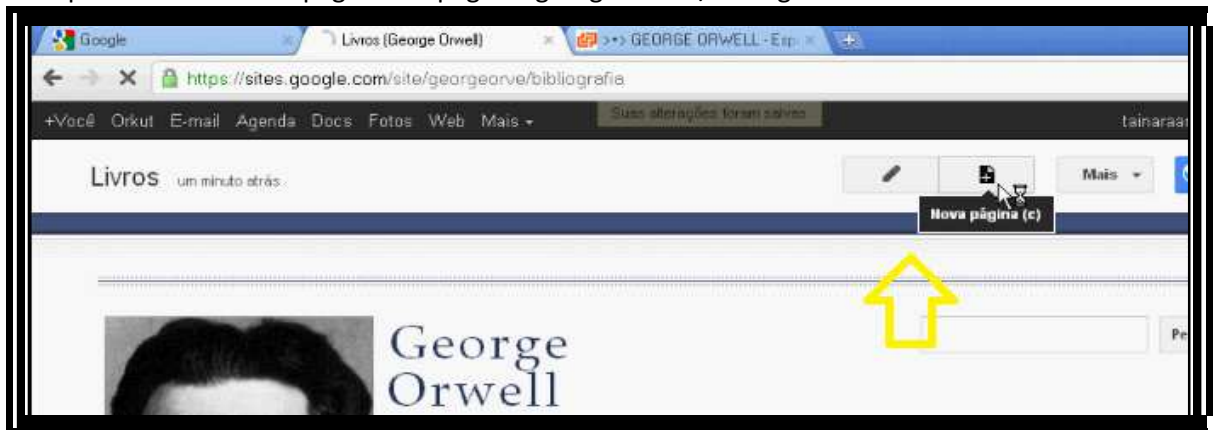 Google
Livros (George Orwell)
>•> GEORGE ORWELL - Esp
https://sites.google.com/site/georgeorve/bibliografia
+Você Orkut E-mail Agenda Docs Fotos Web Mais
Suas alterações foram salvas
Livros um minuto atrás
Mais
Nova página (c)
George
Orwell
Pe